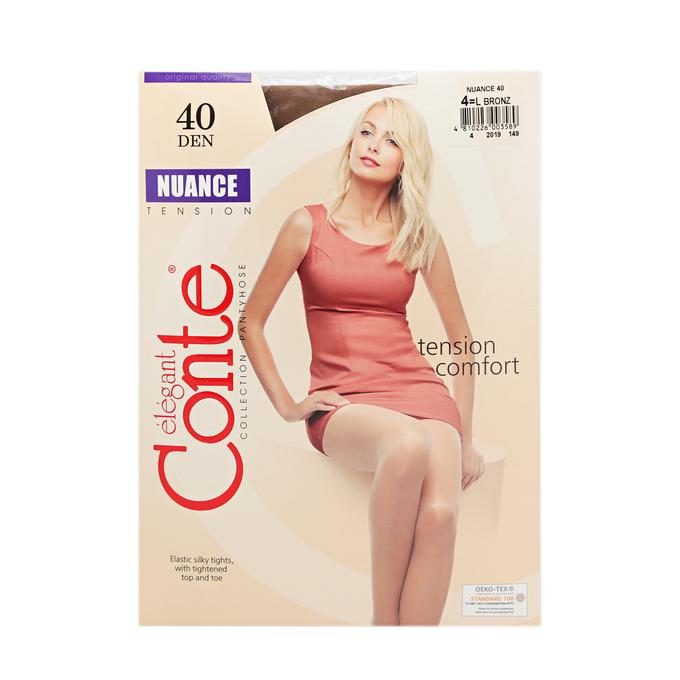 original quality
40
DEN
NUANCE
TENSION
NUANCE 40
4=L BRONZ
4 810226 003589
4 2019 149
élégant
Conte®
COLLECTION PANTYHOSE
tension
comfort
Elastic silky tights,
with tightened
top and toe
OEKO-TEX®
STANDARD 100